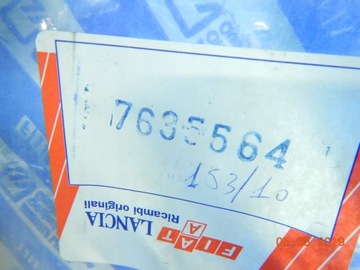 7635564
153/10
FIAT LANCIA
Ricambi originali